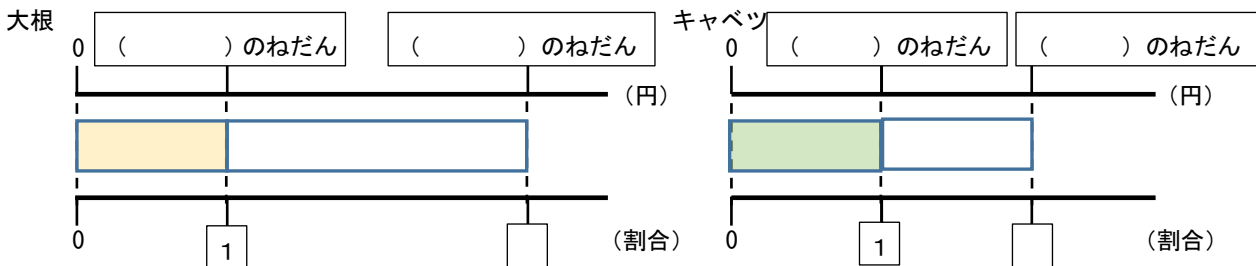 大根
0
（　　　）のねだん
（　　　）のねだん
（円）
0
1
（割合）
キャベツ
0
（　　　）のねだん
（　　　）のねだん
（円）
0
1
（割合）